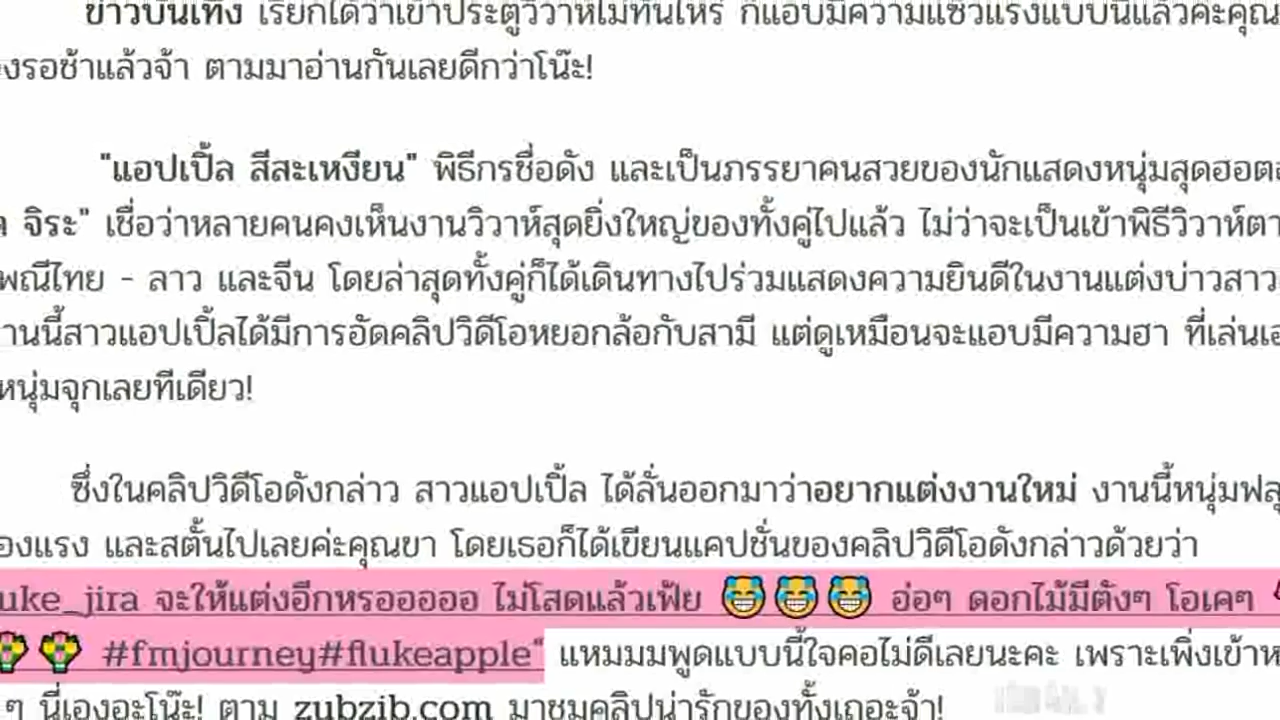 ข่าวบันเทิง เรียกได้ว่าเข้าประตูวิวาห์ไม่ทันไหร่ ก็แอบมีความแซ่วแรงแบบนี้แล้วค่ะคุณ
งรอช้าแล้วจ้า ตามมาอ่านกันเลยดีกว่าโน๊ะ!
"แอปเปิ้ล สีสะเหงียน" พิธีกรชื่อดัง และเป็นภรรยาคนสวยของนักแสดงหนุ่มสุดฮอต
จิระ" เชื่อว่าหลายคนคงเห็นงานวิวาห์สุดยิ่งใหญ่ของทั้งคู่ไปแล้ว ไม่ว่าจะเป็นเข้าพิธีวิวาห์ตา
พณีไทย - ลาว และจีน โดยล่าสุดทั้งคู่ก็ได้เดินทางไปร่วมแสดงความยินดีในงานแต่งบ่าวสาว
านนี้สาวแอปเปิ้ลได้มีการอัดคลิปวิดีโอหยอกล้อกับสามี แต่ดูเหมือนจะแอบมีความฮา ที่เล่นเอ
หนุ่มจุกเลยทีเดียว!
ซึ่งในคลิปวิดีโอดังกล่าว สาวแอปเปิ้ล ได้ลั่นออกมาว่าอยากแต่งงานใหม่ งานนี้หนุ่มฟลุ
องแรง และสตั้นไปเลยค่ะคุณขา โดยเธอก็ได้เขียนแคปชั่นของคลิปวิดีโอดังกล่าวด้วยว่า
uke_jira จะให้แต่งอีกหรอออออ ไม่โสดแล้วเฟ้ย 😂😂😂 อ่อๆ ดอกไม้มีตังๆ โอเคๆ
💐💐 #fmjourney#flukeapple" แหมมมพูดแบบนี้ใจคอไม่ดีเลยนะคะ เพราะเพิ่งเข้าห
ๆ นี่เองอะโน๊ะ! ตาม zubzib.com มาชมคลิปน่ารักของทั้งเถอะจ้า!